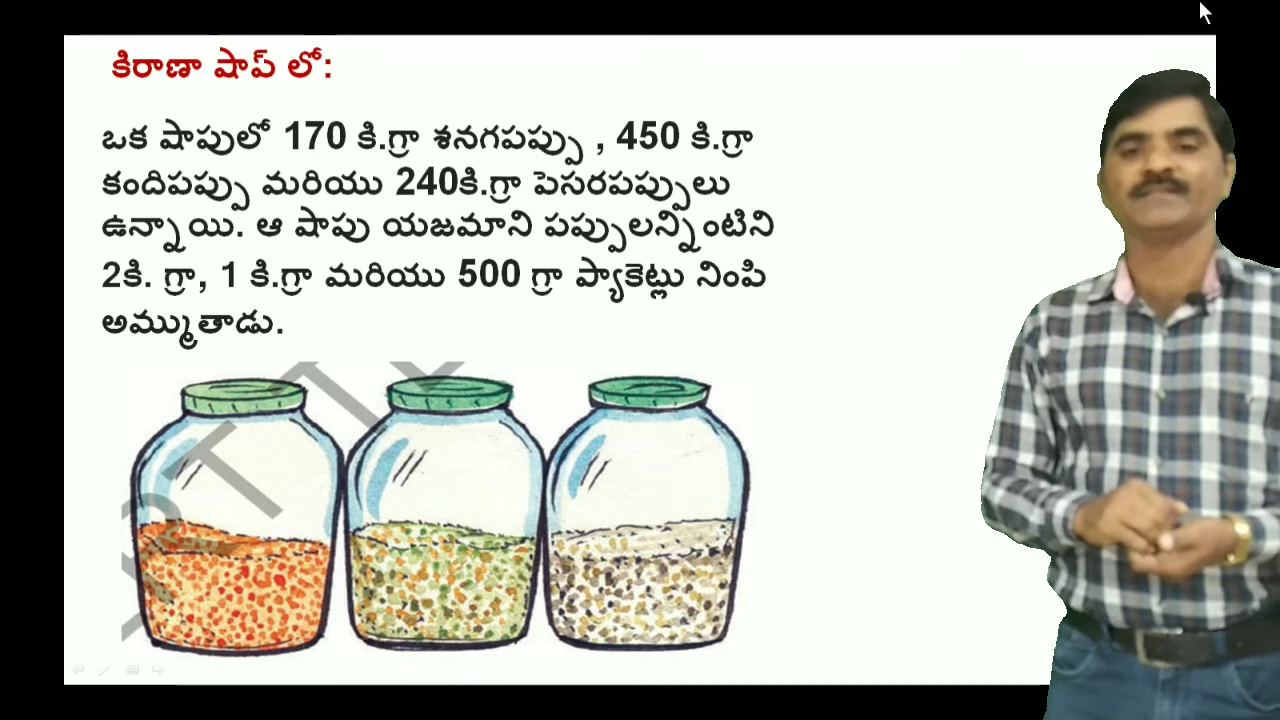 కిరాణా షాప్ లో:
ఒక షాపులో 170 కి.గ్రా శనగపప్పు , 450 కి.గ్రా
కందిపప్పు మరియు 240కి.గ్రా పెసరపప్పులు
ఉన్నాయి. ఆ షాపు యజమాని పప్పులన్నింటిని
2కి. గ్రా, 1 కి.గ్రా మరియు 500 గ్రా ప్యాకెట్లు నింపి
అమ్ముతాడు.